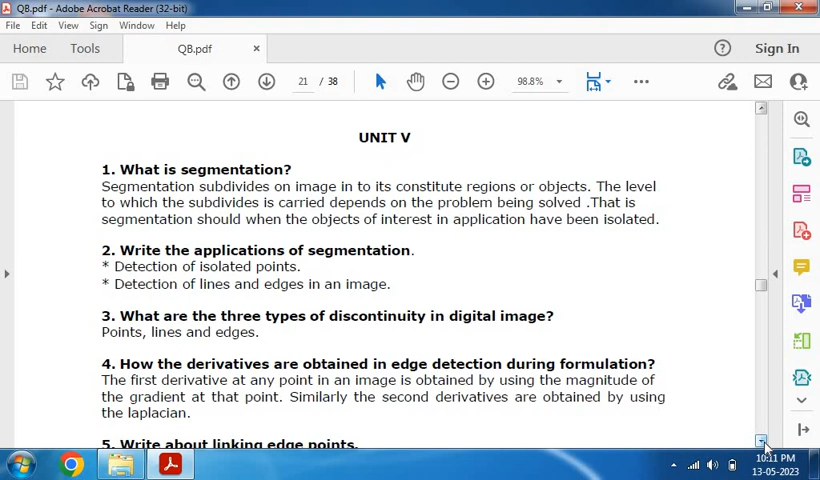 QB.pdf - Adobe Acrobat Reader (32-bit)
File Edit View Sign Window Help
Home Tools QB.pdf × ? Sign In
21 / 38 98.8%
UNIT V
1. What is segmentation?
Segmentation subdivides on image in to its constitute regions or objects. The level
to which the subdivides is carried depends on the problem being solved .That is
segmentation should when the objects of interest in application have been isolated.
2. Write the applications of segmentation.
* Detection of isolated points.
* Detection of lines and edges in an image.
3. What are the three types of discontinuity in digital image?
Points, lines and edges.
4. How the derivatives are obtained in edge detection during formulation?
The first derivative at any point in an image is obtained by using the magnitude of
the gradient at that point. Similarly the second derivatives are obtained by using
the laplacian.
5. Write about linking edge points.
10:11 PM
13-05-2023